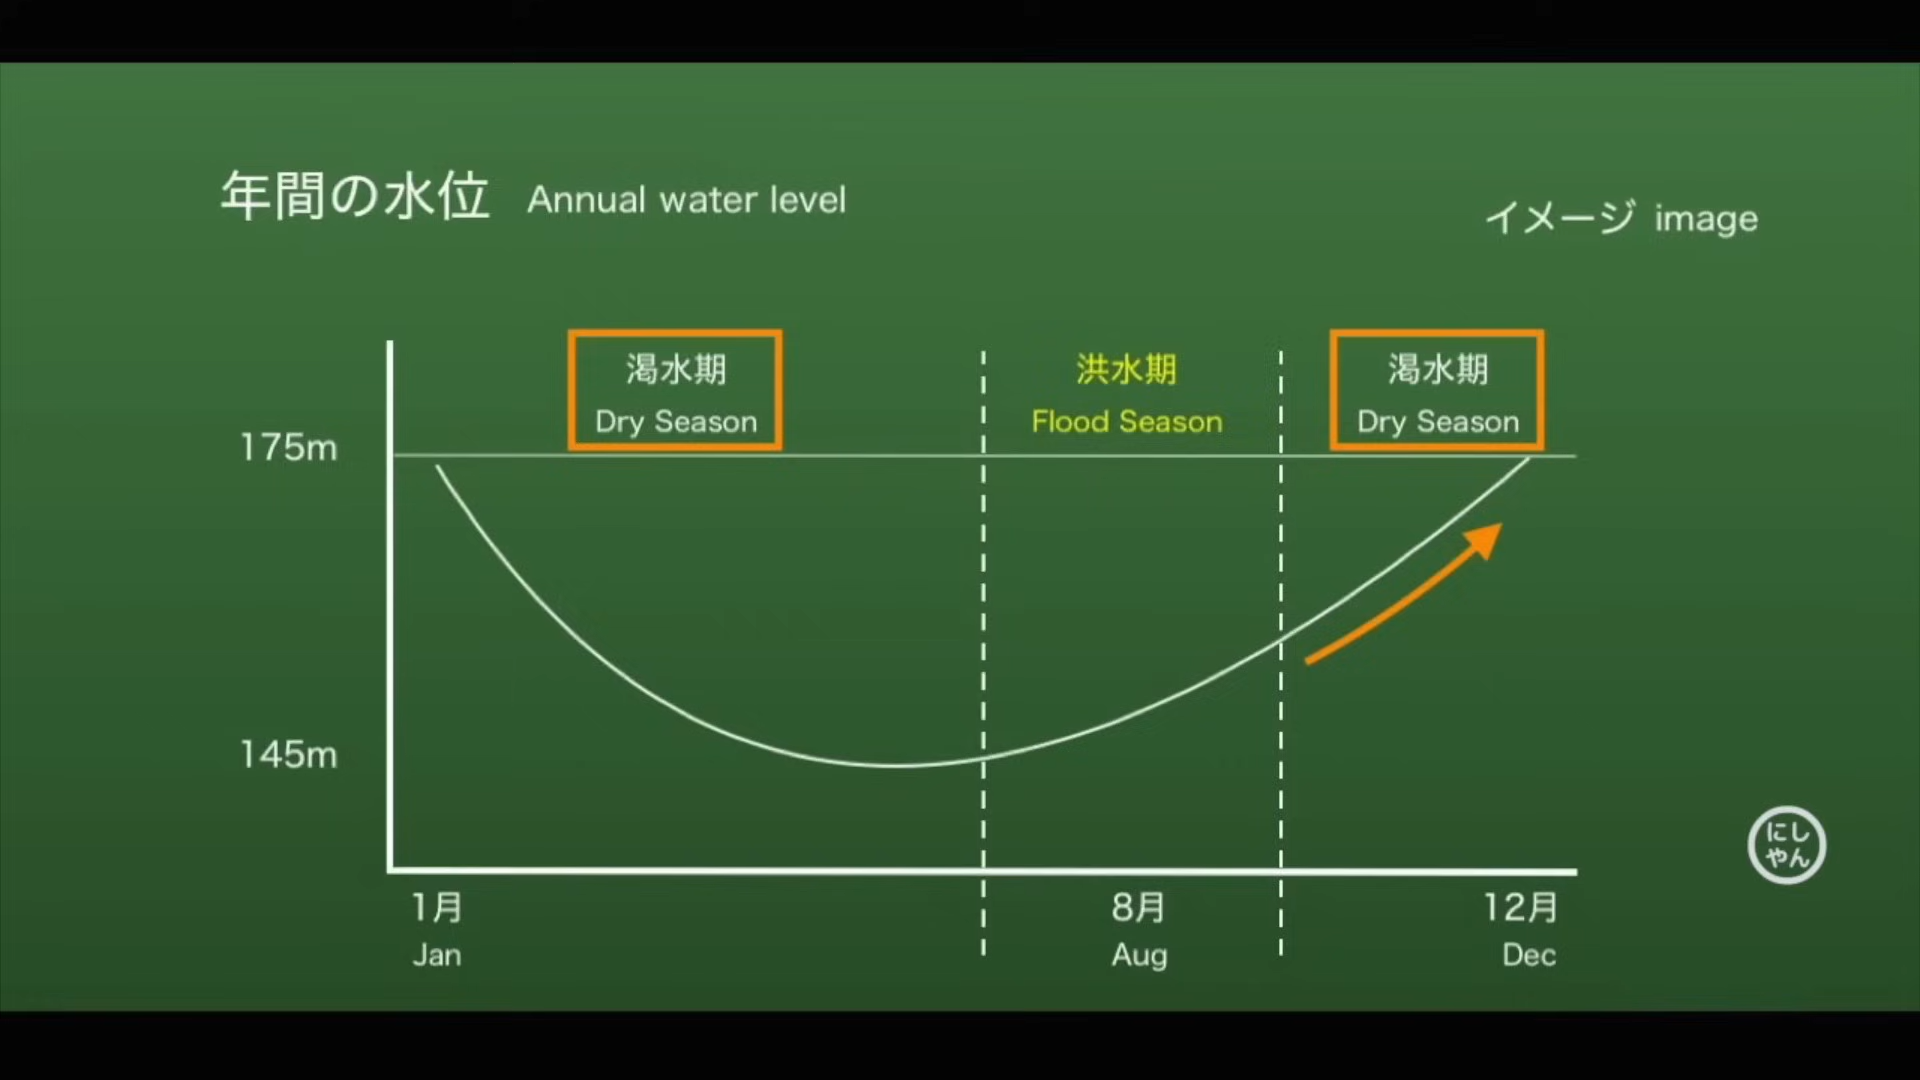 年間の水位 Annual water level
イメージ image
渇水期
Dry Season
洪水期
Flood Season
渇水期
Dry Season
175m
145m
1月
Jan
8月
Aug
12月
Dec
にし
やん